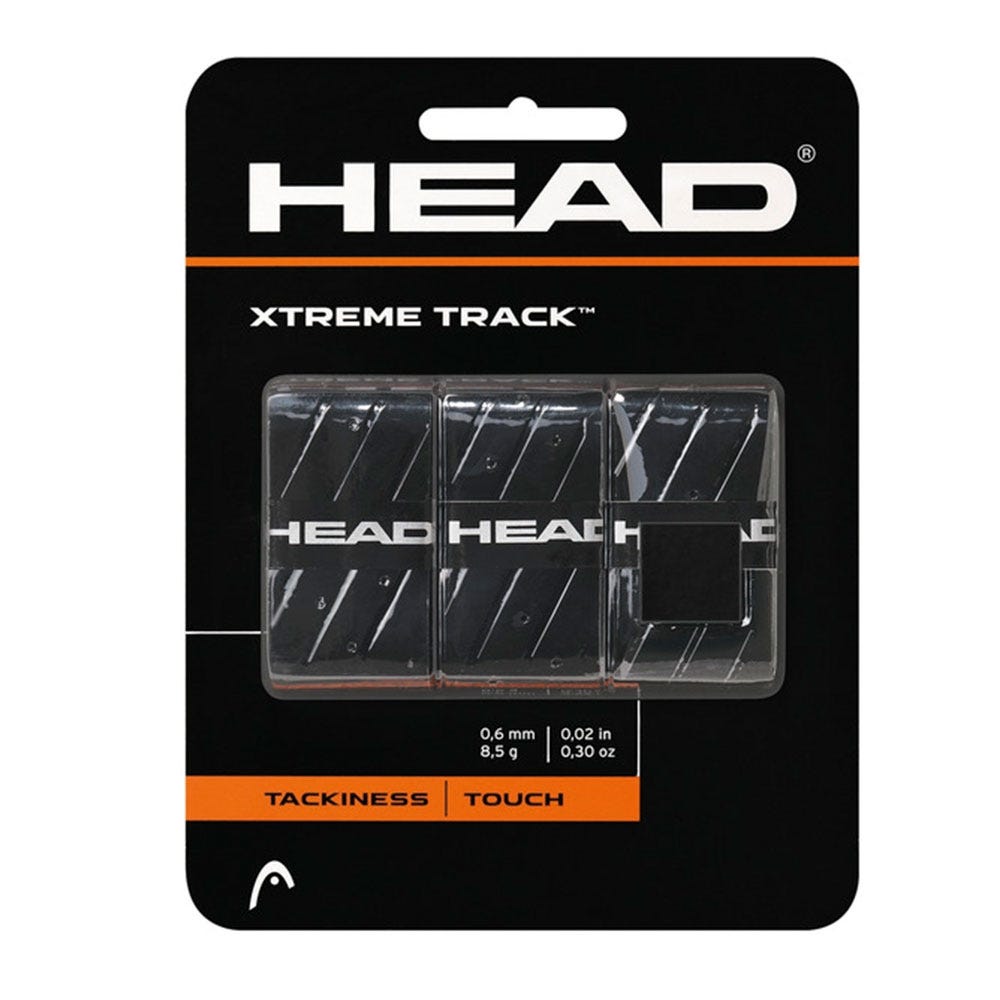 HEAD®
XTREME TRACK™
HEAD HEAD
0,6 mm | 0,02 in
8,5 g | 0,30 oz
TACKINESS | TOUCH